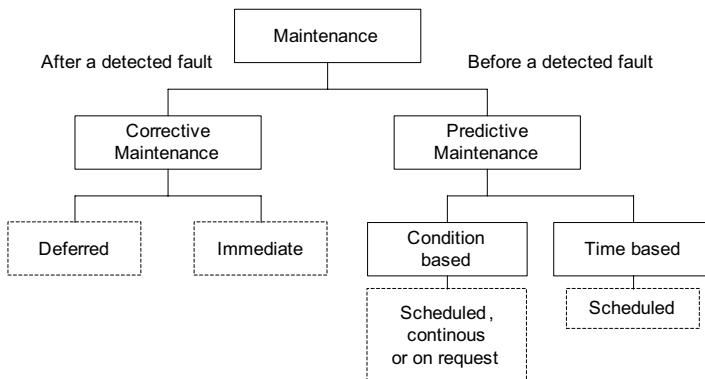 Maintenance
After a detected fault
Before a detected fault
Corrective
Maintenance
Predictive
Maintenance
Deferred
Immediate
Condition
based
Time based
Scheduled ,
continous
or on request
Scheduled